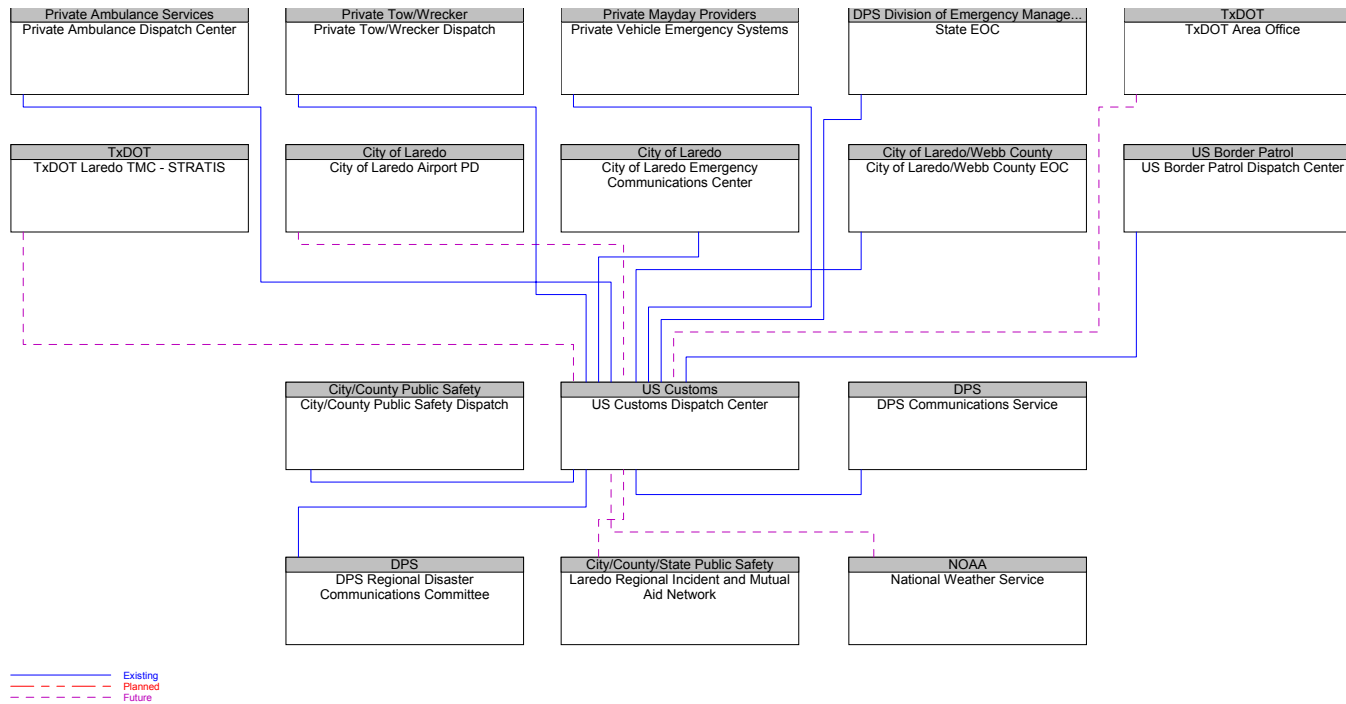 Private Ambulance Services
Private Ambulance Dispatch Center
Private Tow/Wrecker
Private Tow/Wrecker Dispatch
Private Mayday Providers
Private Vehicle Emergency Systems
DPS Division of Emergency Manage...
State EOC
TxDOT
TxDOT Area Office
TxDOT
TxDOT Laredo TMC - STRATIS
City of Laredo
City of Laredo Airport PD
City of Laredo
City of Laredo Emergency
Communications Center
City of Laredo/Webb County
City of Laredo/Webb County EOC
US Border Patrol
US Border Patrol Dispatch Center
City/County Public Safety
City/County Public Safety Dispatch
US Customs
US Customs Dispatch Center
DPS
DPS Communications Service
DPS
DPS Regional Disaster
Communications Committee
City/County/State Public Safety
Laredo Regional Incident and Mutual
Aid Network
NOAA
National Weather Service
Existing
Planned
Future